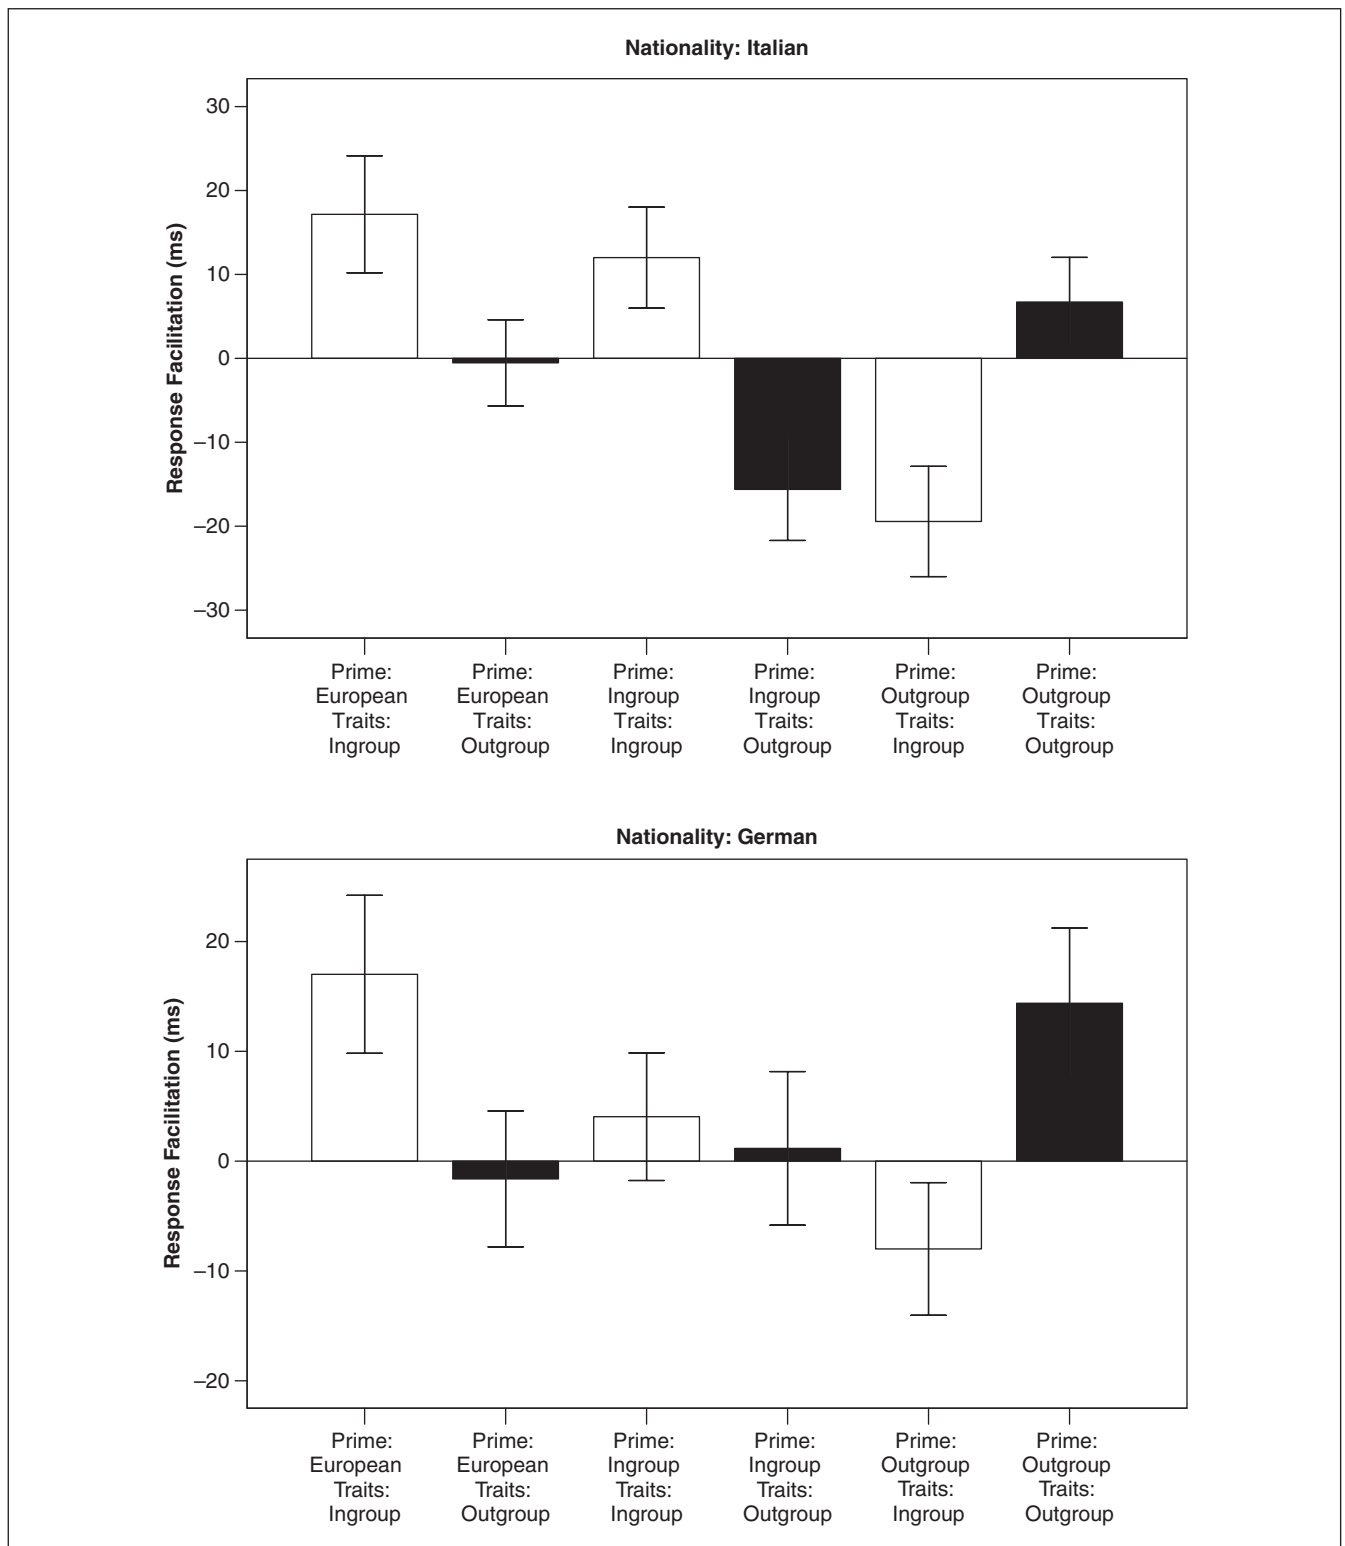 Nationality: Italian
Response Facilitation (ms)
30
20
10
0
–10
–20
–30
Prime: European Traits: Ingroup
Prime: European Traits: Outgroup
Prime: Ingroup Traits: Ingroup
Prime: Ingroup Traits: Outgroup
Prime: Outgroup Traits: Ingroup
Prime: Outgroup Traits: Outgroup
Nationality: German
Response Facilitation (ms)
20
10
0
–10
–20
Prime: European Traits: Ingroup
Prime: European Traits: Outgroup
Prime: Ingroup Traits: Ingroup
Prime: Ingroup Traits: Outgroup
Prime: Outgroup Traits: Ingroup
Prime: Outgroup Traits: Outgroup